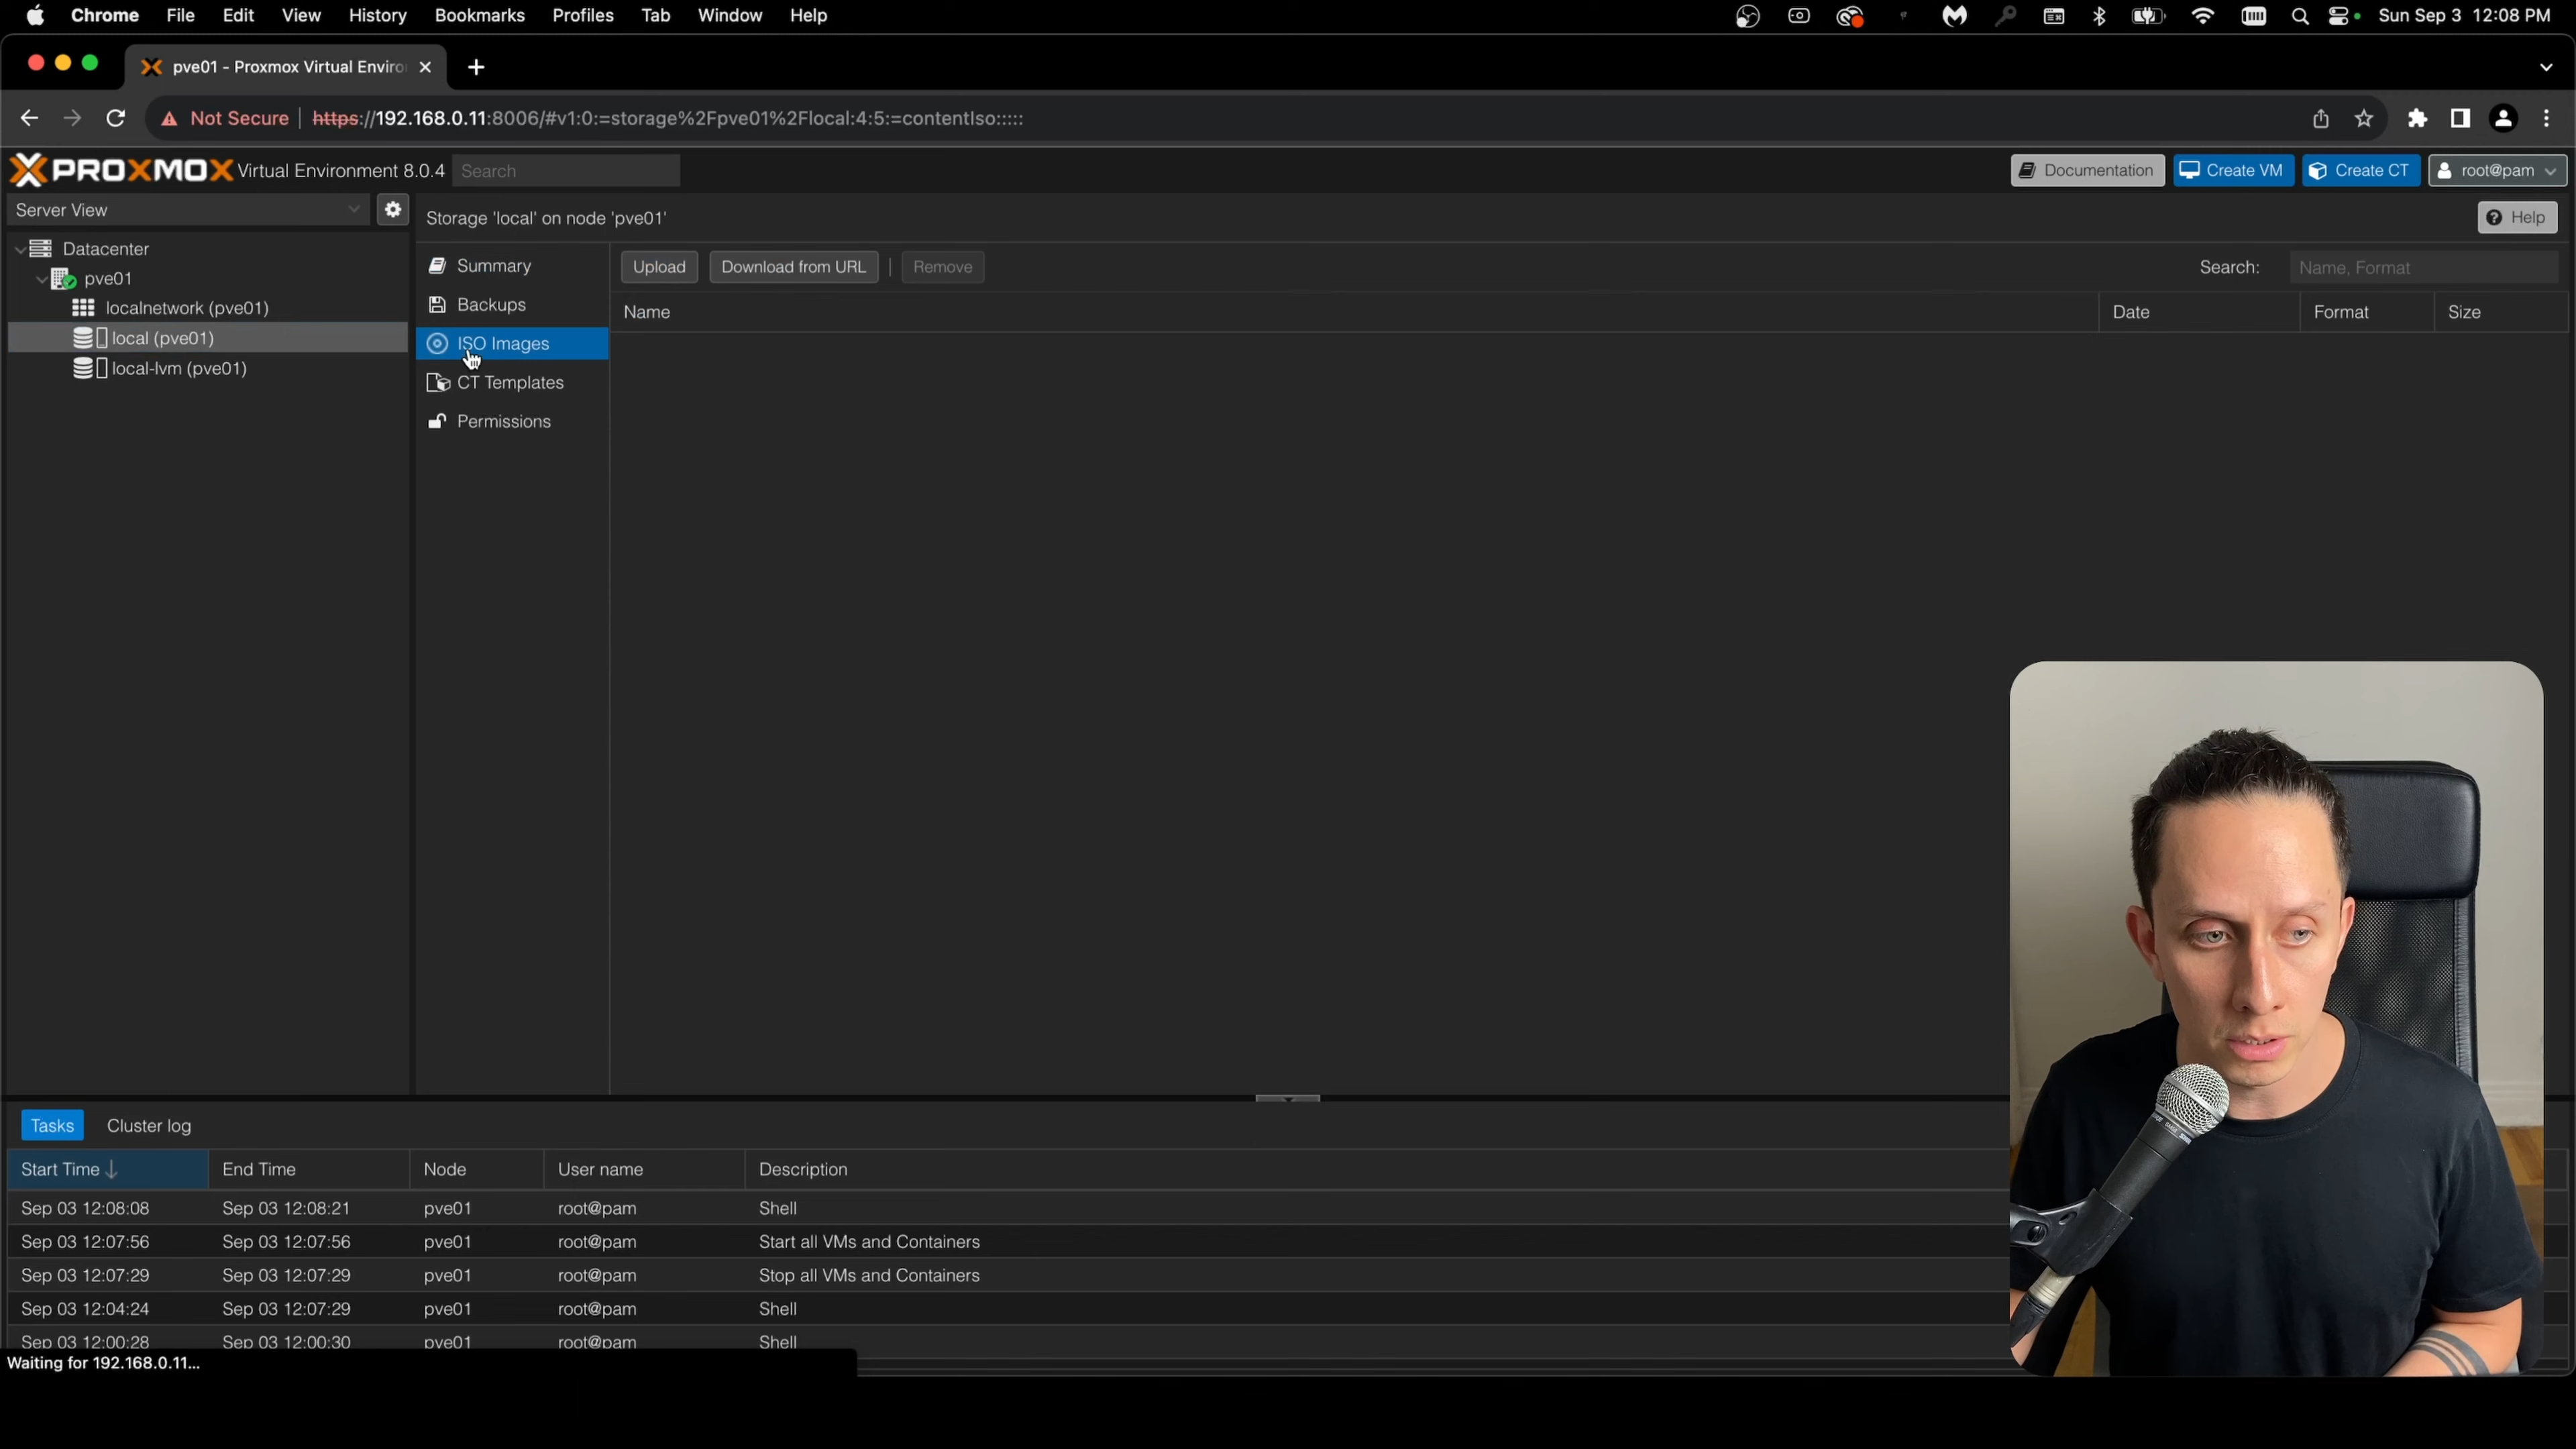 Chrome File Edit View History Bookmarks Profiles Tab Window Help Sun Sep 3 12:08 PM
pve01 - Proxmox Virtual Enviro
Not Secure https://192.168.0.11:8006/#v1:0:=storage%2Fpve01%2Flocal:4:5:=contentIso:::::
PROXMOX Virtual Environment 8.0.4 Search Documentation Create VM Create CT root@pam
Server View
Storage 'local' on node 'pve01' Help
Datacenter
pve01
localnetwork (pve01)
local (pve01)
local-lvm (pve01)
Summary
Backups
ISO Images
CT Templates
Permissions
Upload Download from URL Remove Search: Name, Format
Name Date Format Size
Tasks Cluster log
Start Time End Time Node User name Description
Sep 03 12:08:08 Sep 03 12:08:21 pve01 root@pam Shell
Sep 03 12:07:56 Sep 03 12:07:56 pve01 root@pam Start all VMs and Containers
Sep 03 12:07:29 Sep 03 12:07:29 pve01 root@pam Stop all VMs and Containers
Sep 03 12:04:24 Sep 03 12:07:29 pve01 root@pam Shell
Sep 03 12:00:28 Sep 03 12:00:30 pve01 root@pam Shell
Waiting for 192.168.0.11...